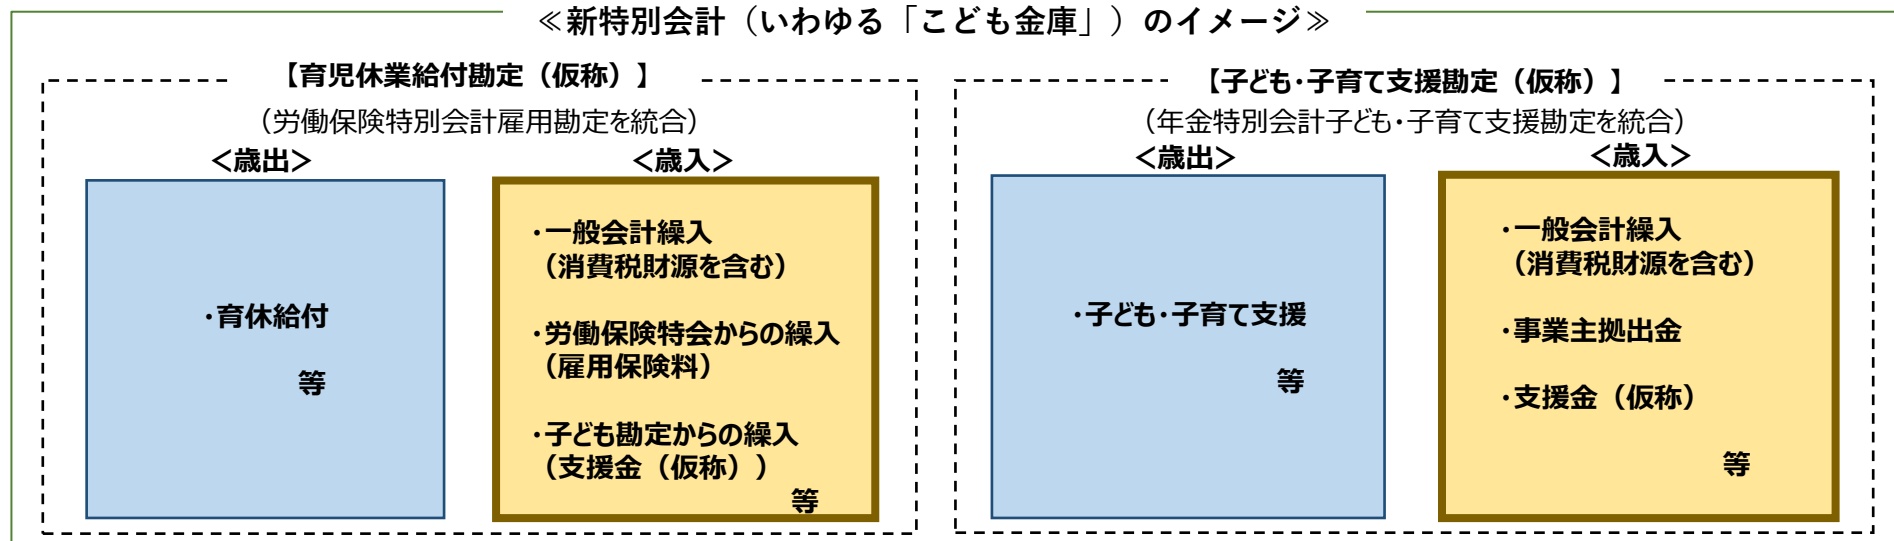 ≪新特別会計（いわゆる「こども金庫」）のイメージ≫
【育児休業給付勘定（仮称）】
（労働保険特別会計雇用勘定を統合）
＜歳出＞
・育休給付
等
＜歳入＞
・一般会計繰入
（消費税財源を含む）
・労働保険特会からの繰入
（雇用保険料）
・子ども勘定からの繰入
（支援金（仮称））
等
【子ども・子育て支援勘定（仮称）】
（年金特別会計子ども・子育て支援勘定を統合）
＜歳出＞
・子ども・子育て支援
等
＜歳入＞
・一般会計繰入
（消費税財源を含む）
・事業主拠出金
・支援金（仮称）
等